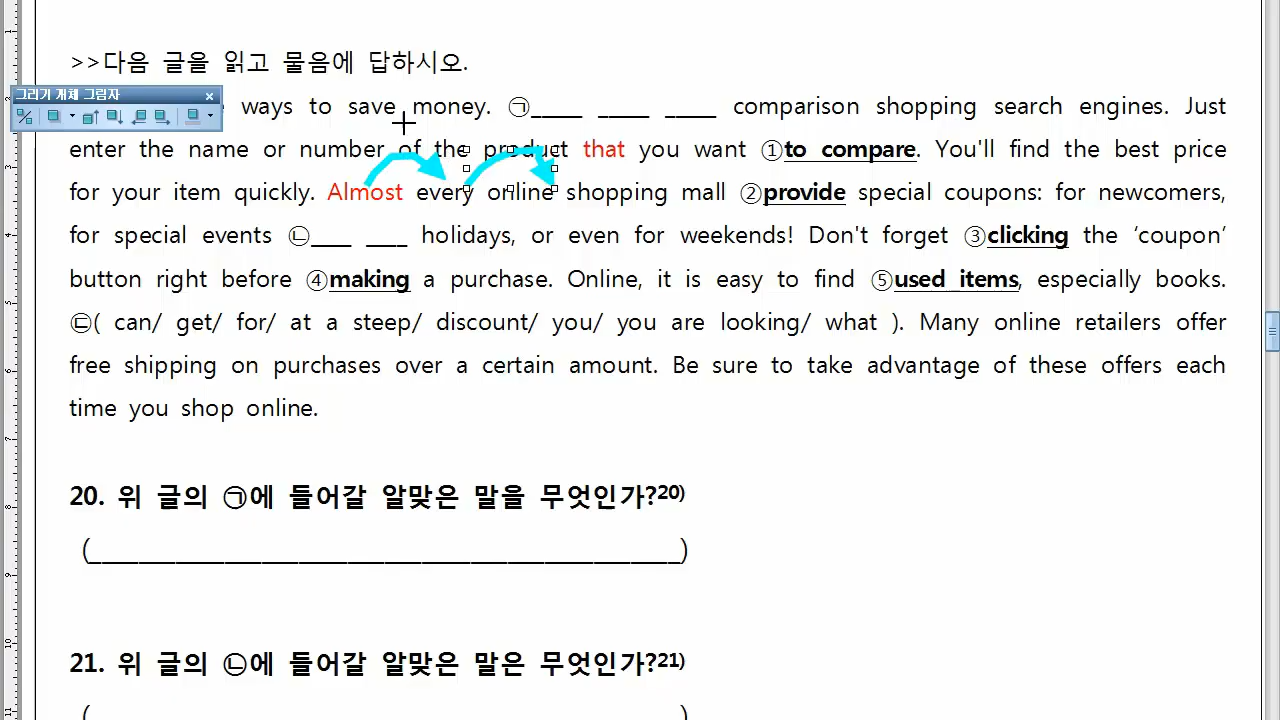 >>다음 글을 읽고 물음에 답하시오.
그리기 개체 그림자
ways to save money. ㉠____ ____ ____ comparison shopping search engines. Just
enter the name or number of the product that you want ①to compare. You'll find the best price
for your item quickly. Almost every online shopping mall ②provide special coupons: for newcomers,
for special events ㉡___ ___ holidays, or even for weekends! Don't forget ③clicking the ‘coupon’
button right before ④making a purchase. Online, it is easy to find ⑤used items, especially books.
㉢( can/ get/ for/ at a steep/ discount/ you/ you are looking/ what ). Many online retailers offer
free shipping on purchases over a certain amount. Be sure to take advantage of these offers each
time you shop online.
20. 위 글의 ㉠에 들어갈 알맞은 말을 무엇인가?20)
(________________________________________________)
21. 위 글의 ㉡에 들어갈 알맞은 말은 무엇인가?21)